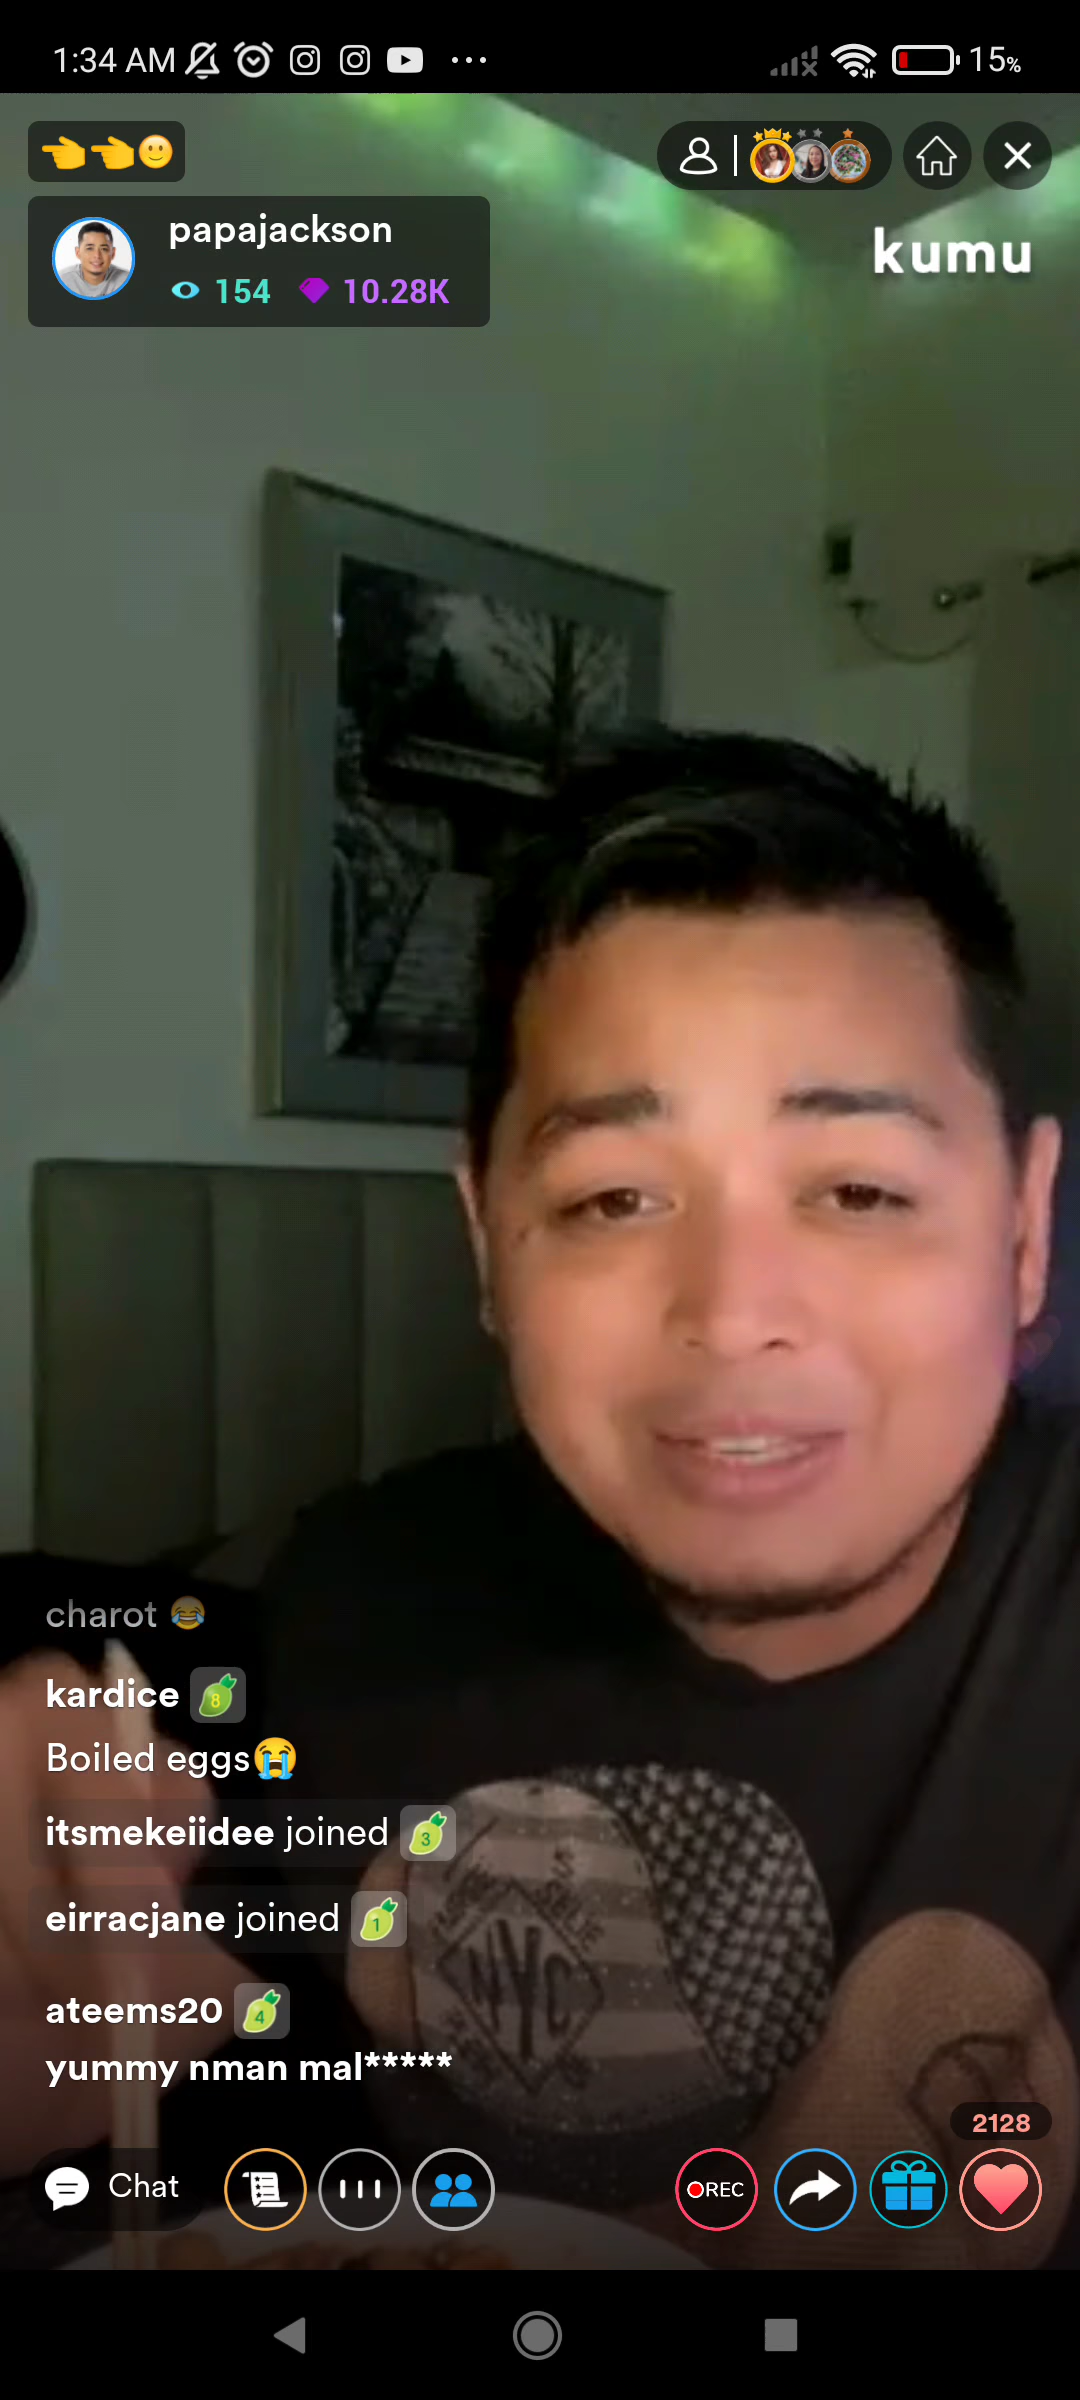 1:34 AM
15%
👈👈🙂
papajackson
154 10.28K
kumu
charot 😂
kardice 8
Boiled eggs😭
itsmekeiidee joined 3
eirracjane joined 1
ateems20 4
yummy nman mal*****
NYC
2128
Chat
REC